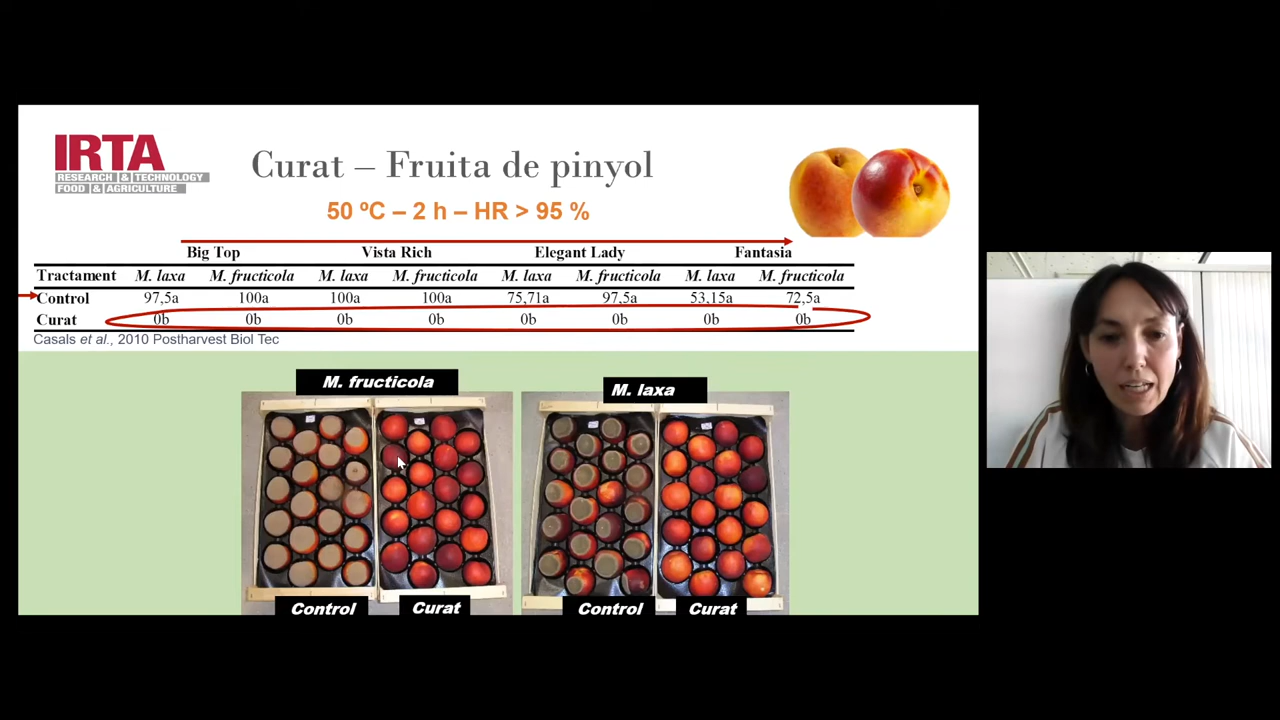 IRTA
RESEARCH & TECHNOLOGY
FOOD & AGRICULTURE
Curat – Fruita de pinyol
50 ºC – 2 h – HR > 95 %
Big Top Vista Rich Elegant Lady Fantasia
Tractament M. laxa M. fructicola M. laxa M. fructicola M. laxa M. fructicola M. laxa M. fructicola
Control 97,5a 100a 100a 100a 75,71a 97,5a 53,15a 72,5a
Curat 0b 0b 0b 0b 0b 0b 0b 0b
Casals et al., 2010 Postharvest Biol Tec
M. fructicola M. laxa
Control Curat Control Curat